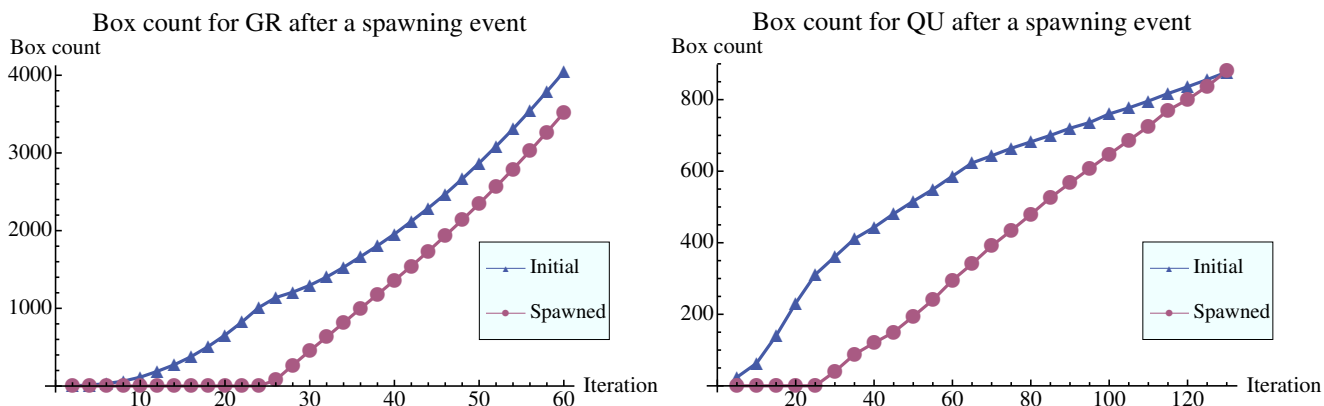 Box count for GR after a spawning event
Box count
4000
3000
2000
1000
10 20 30 40 50 60
Iteration
Initial
Spawned
Box count for QU after a spawning event
Box count
800
600
400
200
20 40 60 80 100 120
Iteration
Initial
Spawned